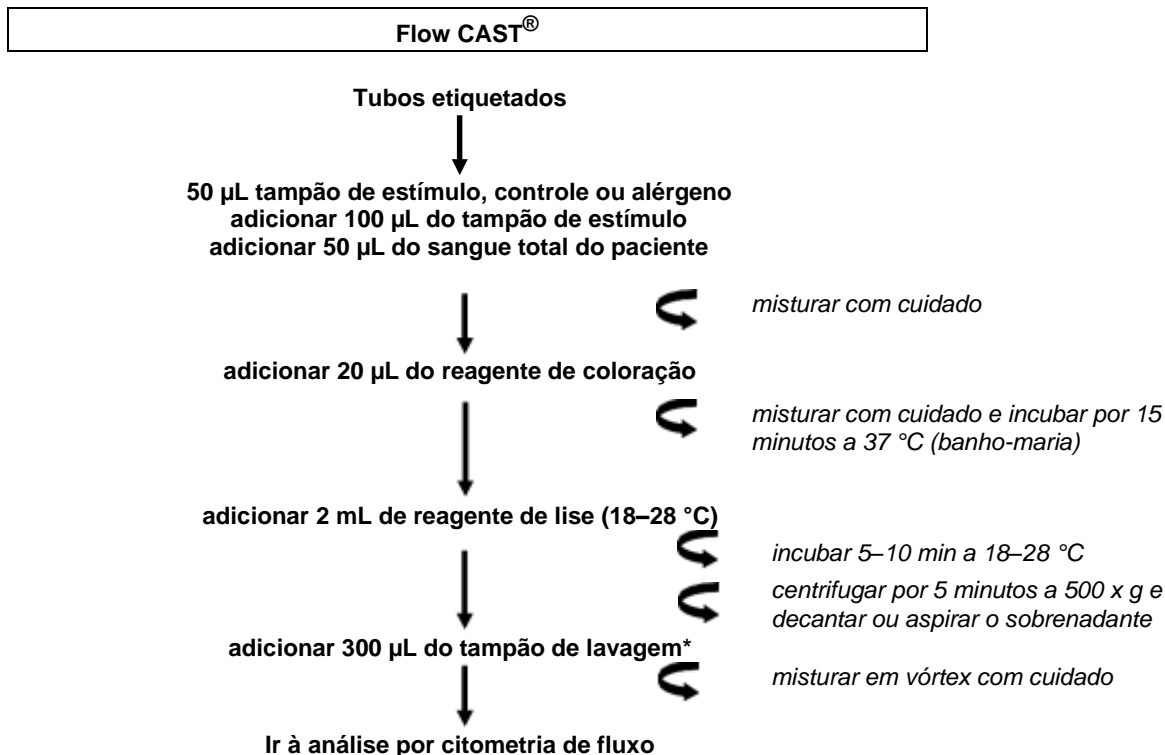 Flow CAST®
Tubos etiquetados
50 µL tampão de estímulo, controle ou alérgeno
adicionar 100 µL do tampão de estímulo
adicionar 50 µL do sangue total do paciente
misturar com cuidado
adicionar 20 µL do reagente de coloração
misturar com cuidado e incubar por 15
minutos a 37 °C (banho-maria)
adicionar 2 mL de reagente de lise (18–28 °C)
incubar 5–10 min a 18–28 °C
centrifugar por 5 minutos a 500 x g e
decantar ou aspirar o sobrenadante
adicionar 300 µL do tampão de lavagem*
misturar em vórtex com cuidado
Ir à análise por citometria de fluxo